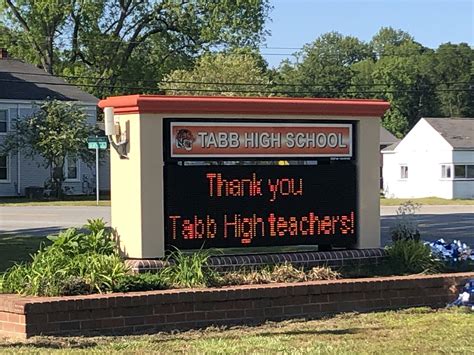 TABB HIGH SCHOOL
Thank you
Tabb High teachers!